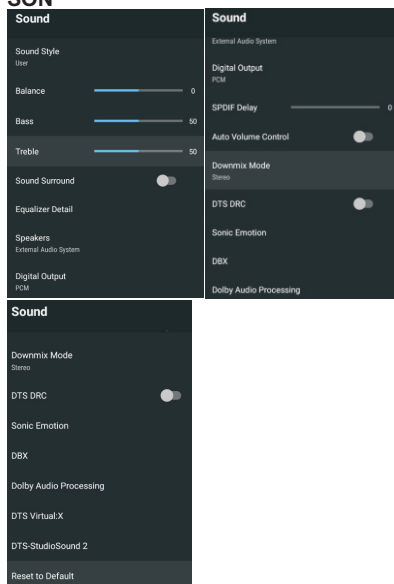 SON
Sound
Sound Style
User
Balance 0
Bass 50
Treble 50
Sound Surround
Equalizer Detail
Speakers
External Audio System
Digital Output
PCM
Sound
External Audio System
Digital Output
PCM
SPDIF Delay 0
Auto Volume Control
Downmix Mode
Stereo
DTS DRC
Sonic Emotion
DBX
Dolby Audio Processing
Sound
Downmix Mode
Stereo
DTS DRC
Sonic Emotion
DBX
Dolby Audio Processing
DTS Virtual:X
DTS-StudioSound 2
Reset to Default